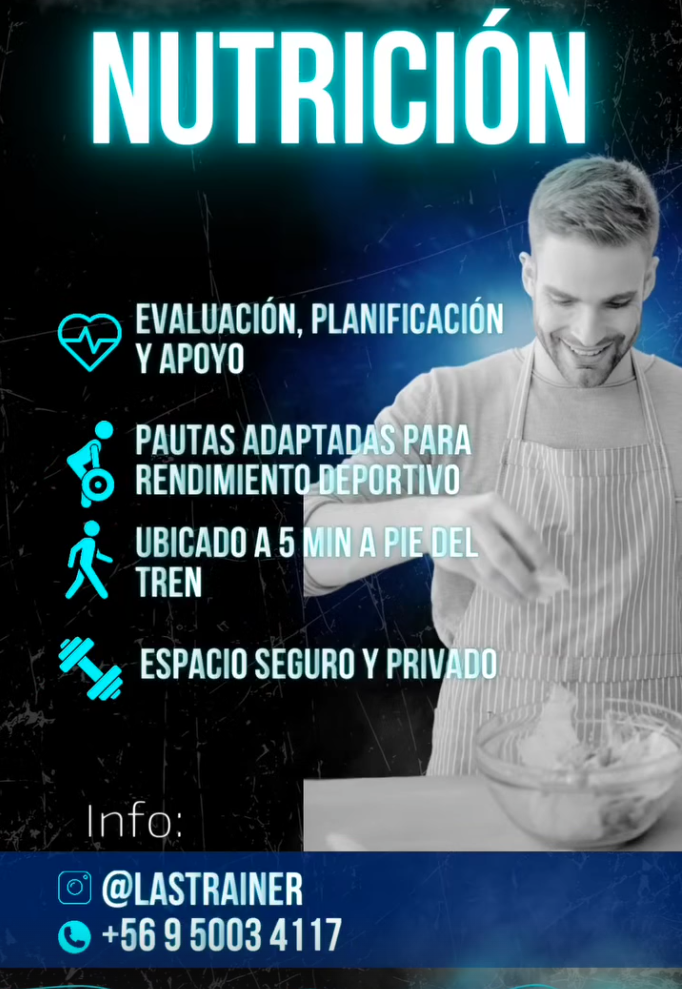 NUTRICIÓN
EVALUACIÓN, PLANIFICACIÓN
Y APOYO
PAUTAS ADAPTADAS PARA
RENDIMIENTO DEPORTIVO
UBICADO A 5 MIN A PIE DEL
TREN
ESPACIO SEGURO Y PRIVADO
Info:
@LASTRAINER
+56 9 5003 4117